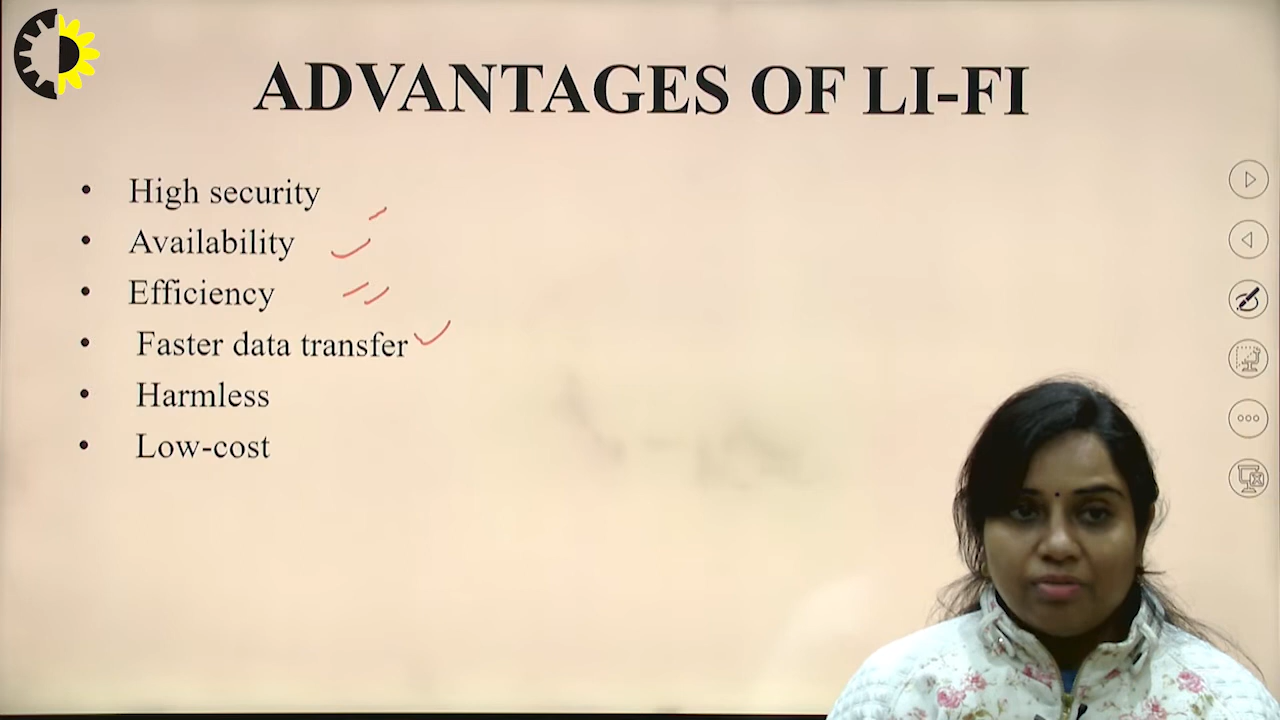 ADVANTAGES OF LI-FI
• High security
• Availability
• Efficiency
• Faster data transfer
• Harmless
• Low-cost